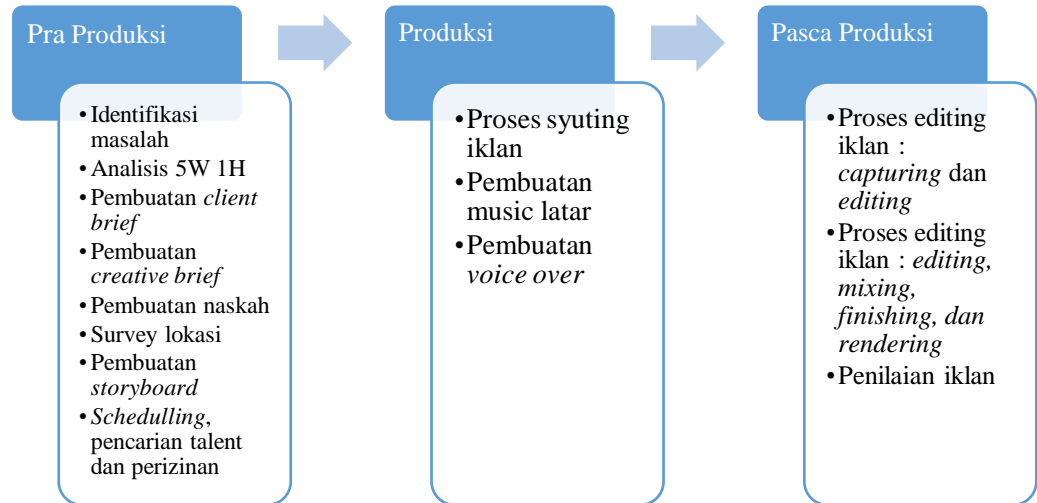 Pra Produksi
• Identifikasi
masalah
• Analisis 5W 1H
• Pembuatan client
brief
• Pembuatan
creative brief
• Pembuatan naskah
• Survey lokasi
• Pembuatan
storyboard
• Schedulling,
pencarian talent
dan perizinan
Produksi
• Proses syuting
iklan
• Pembuatan
music latar
• Pembuatan
voice over
Pasca Produksi
• Proses editing
iklan :
capturing dan
editing
• Proses editing
iklan : editing,
mixing,
finishing, dan
rendering
• Penilaian iklan